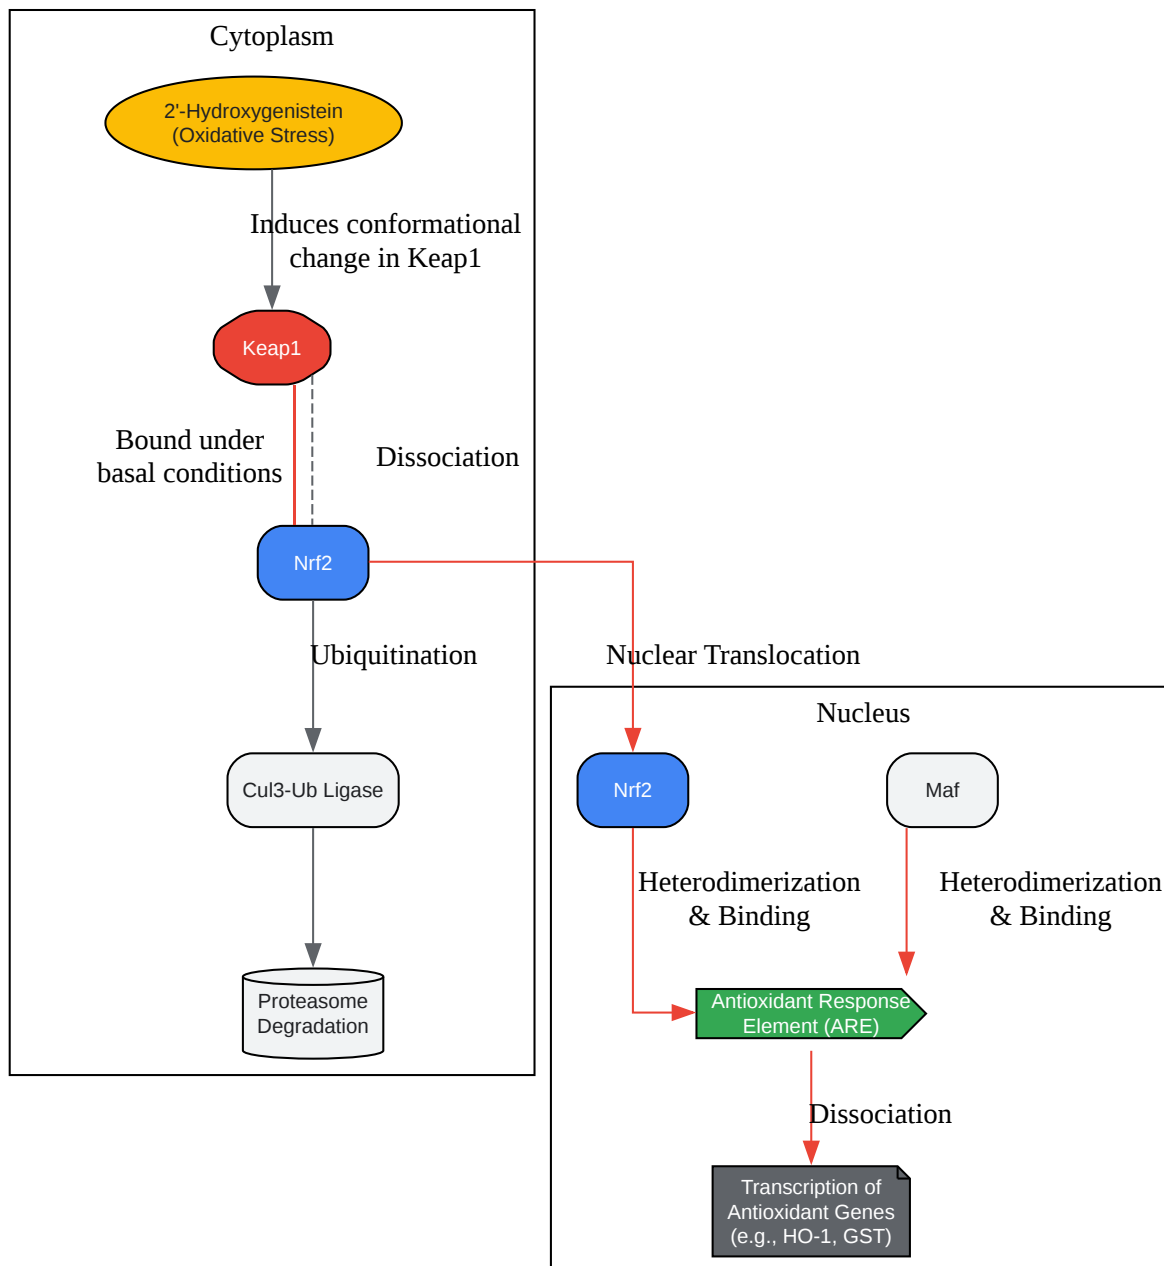 Cytoplasm
2'-Hydroxygenistein
(Oxidative Stress)
Induces conformational
change in Keap1
Keap1
Bound under
basal conditions
Dissociation
Nrf2
Ubiquitination
Nuclear Translocation
Cul3-Ub Ligase
Proteasome
Degradation
Nucleus
Nrf2
Maf
Heterodimerization
& Binding
Heterodimerization
& Binding
Antioxidant Response
Element (ARE)
Dissociation
Transcription of
Antioxidant Genes
(e.g., HO-1, GST)